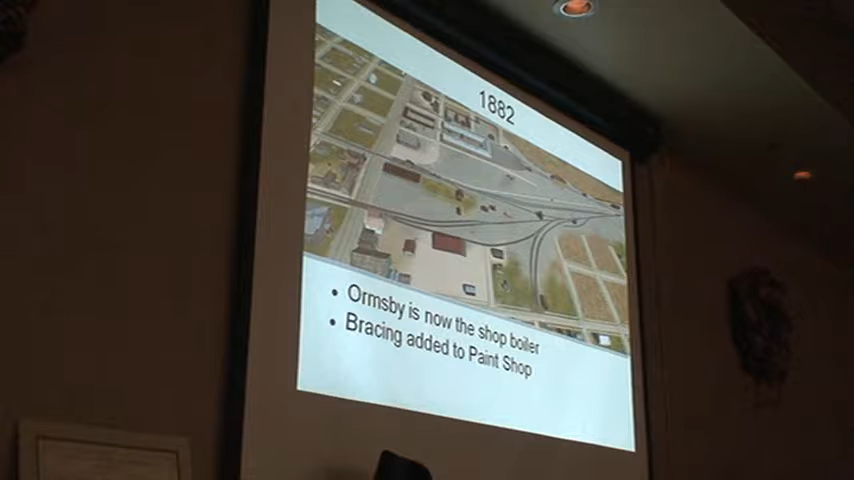 1882
• Ormsby is now the shop boiler
• Bracing added to Paint Shop